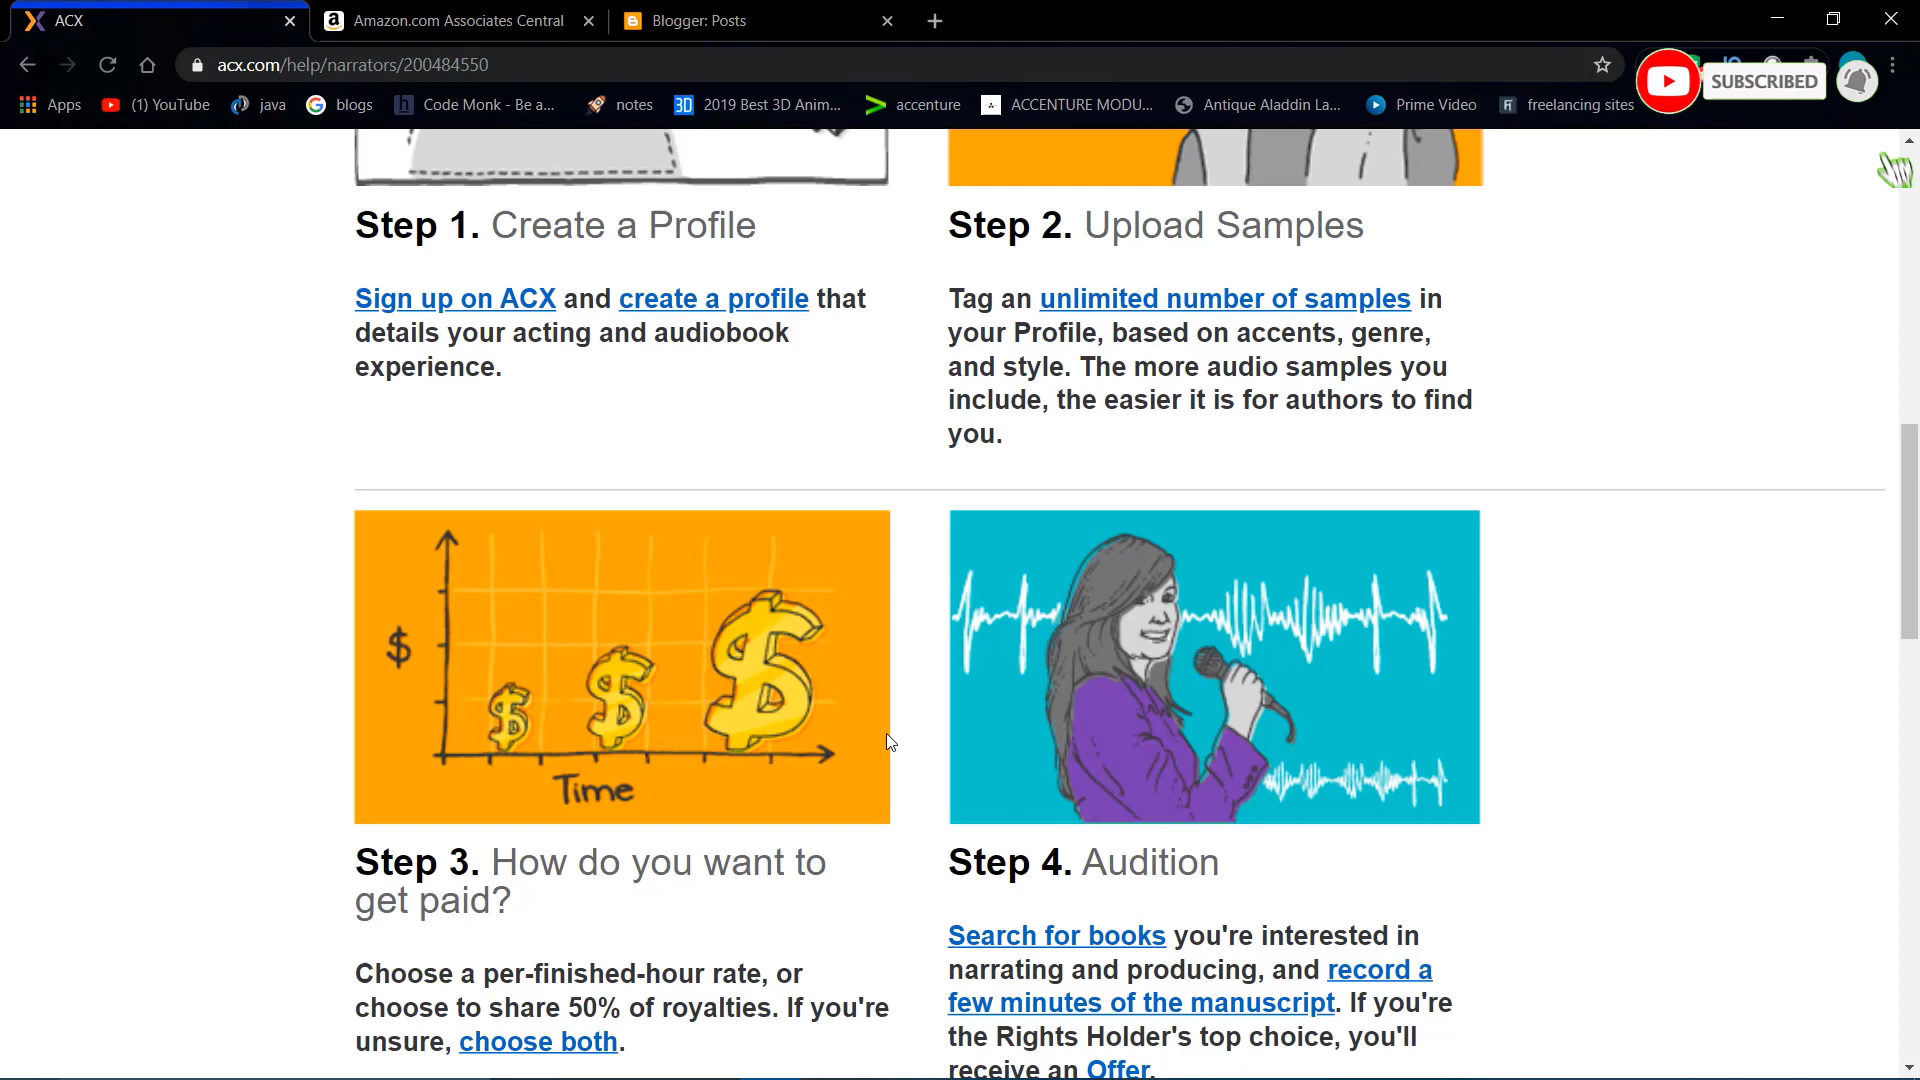 ACX
Amazon.com Associates Central
Blogger: Posts
acx.com/help/narrators/200484550
SUBSCRIBED
Apps
(1) YouTube
java
blogs
Code Monk - Be a...
notes
3D
2019 Best 3D Anim...
accenture
ACCENTURE MODU...
Antique Aladdin La...
Prime Video
freelancing sites
Step 1. Create a Profile
Sign up on ACX and create a profile that
details your acting and audiobook
experience.
Step 2. Upload Samples
Tag an unlimited number of samples in
your Profile, based on accents, genre,
and style. The more audio samples you
include, the easier it is for authors to find
you.
$
$ $ $
Time
Step 3. How do you want to
get paid?
Choose a per-finished-hour rate, or
choose to share 50% of royalties. If you're
unsure, choose both.
Step 4. Audition
Search for books you're interested in
narrating and producing, and record a
few minutes of the manuscript. If you're
the Rights Holder's top choice, you'll
receive an Offer.